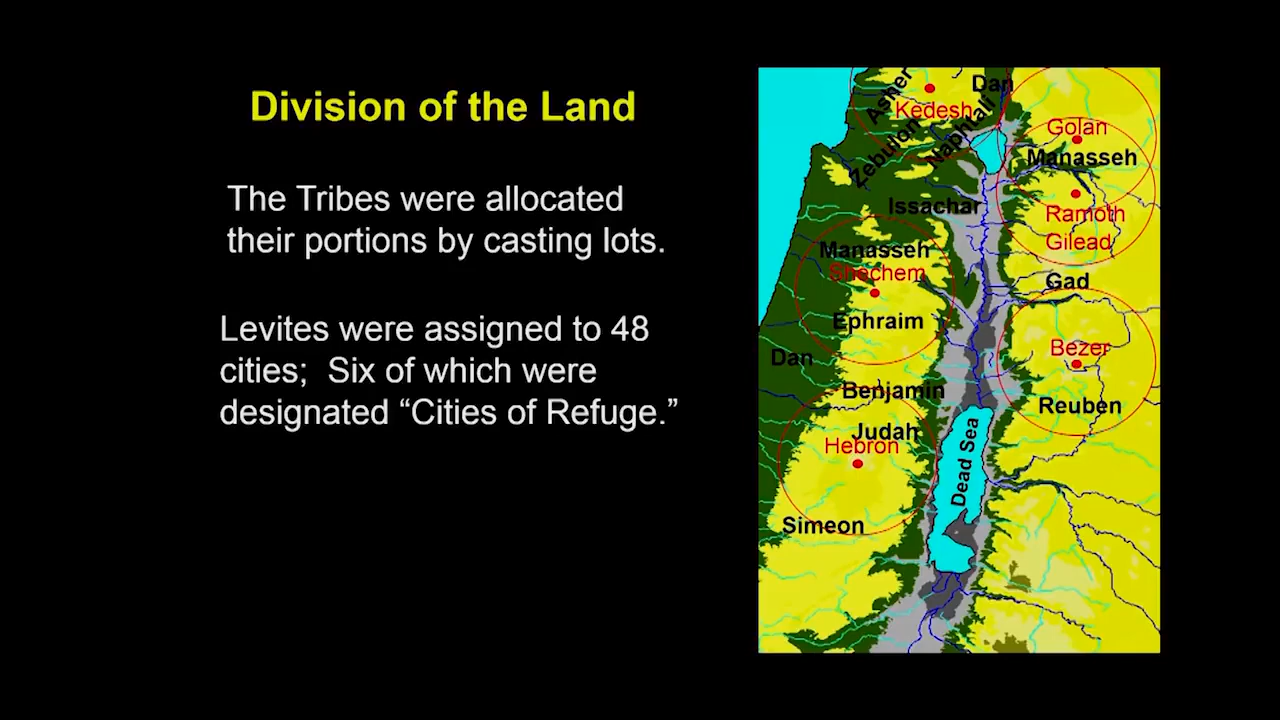 Division of the Land
The Tribes were allocated
their portions by casting lots.
Levites were assigned to 48
cities;  Six of which were
designated “Cities of Refuge.”
Dan
Asher
Kedesh
Naphtali
Zebulon
Golan
Manasseh
Issachar
Ramoth
Gilead
Manasseh
Shechem
Gad
Ephraim
Dan
Bezer
Benjamin
Reuben
Judah
Hebron
Dead Sea
Simeon